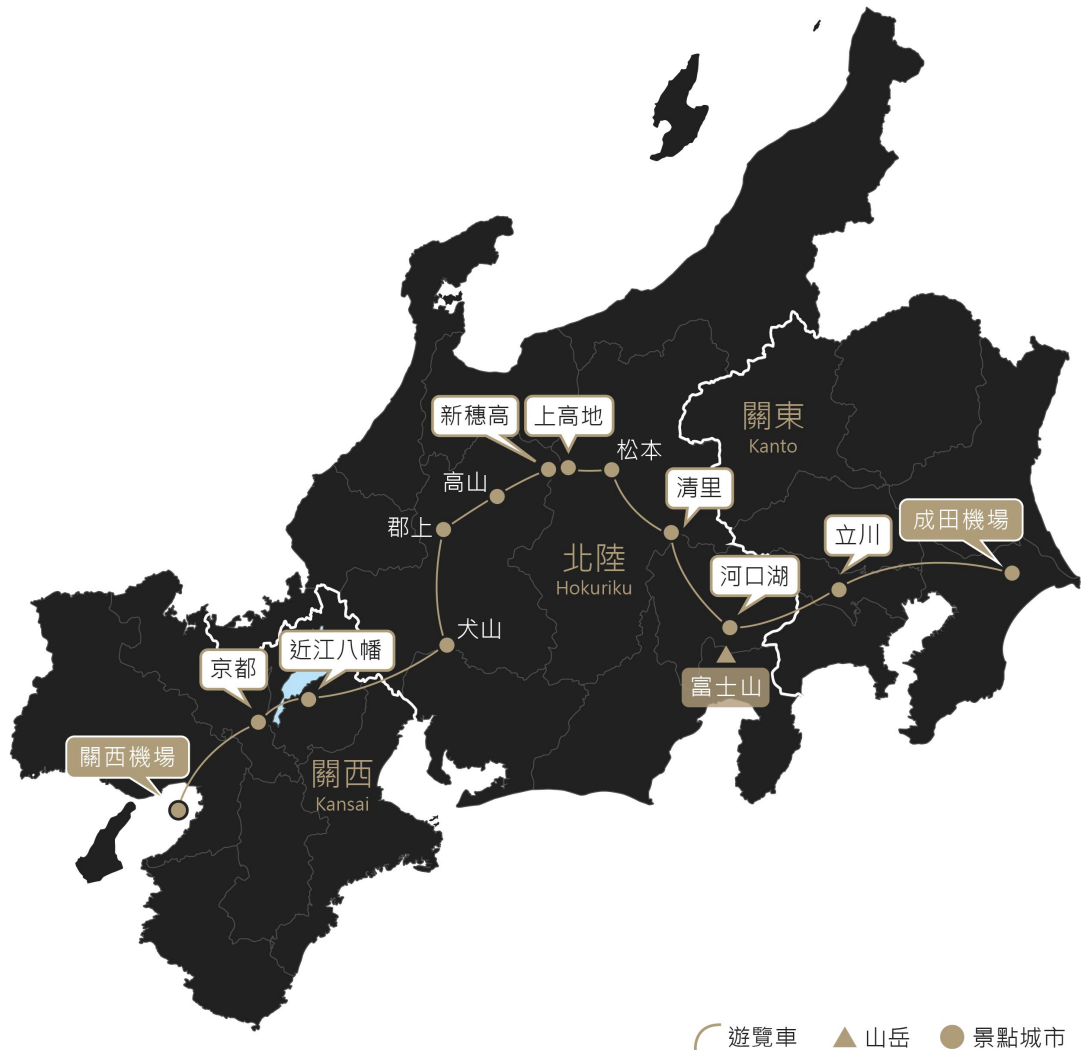 新穗高
上高地
松本
關東
Kanto
高山
清里
郡上
成田機場
立川
北陸
Hokuriku
河口湖
犬山
近江八幡
京都
富士山
關西機場
關西
Kansai
遊覽車
山岳
景點城市